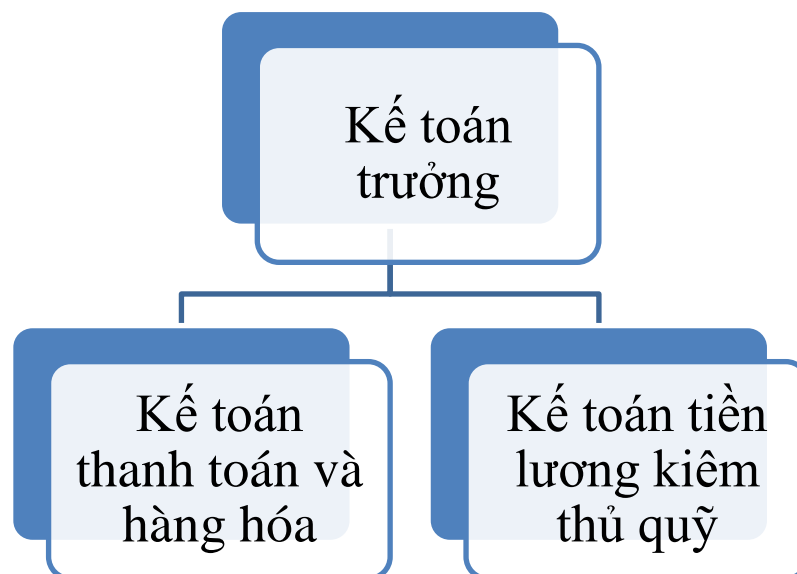 Kế toán
trưởng
Kế toán
thanh toán và
hàng hóa
Kế toán tiền
lương kiêm
thủ quỹ